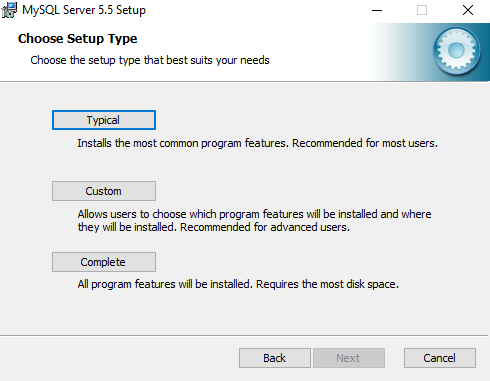 MySQL Server 5.5 Setup
Choose Setup Type
Choose the setup type that best suits your needs
Typical
Installs the most common program features. Recommended for most users.
Custom
Allows users to choose which program features will be installed and where
they will be installed. Recommended for advanced users.
Complete
All program features will be installed. Requires the most disk space.
Back Next Cancel